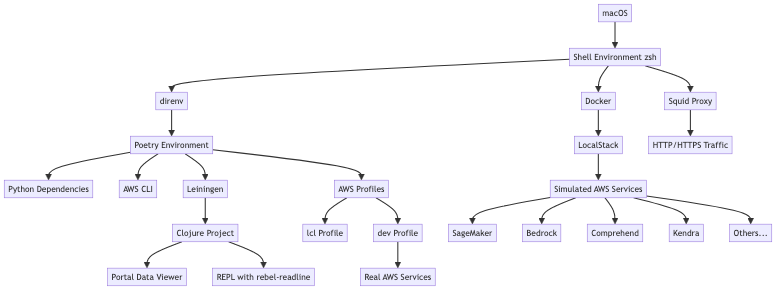 macOS
Shell Environment zsh
direnv
Docker
Squid Proxy
Poetry Environment
LocalStack
HTTP/HTTPS Traffic
Python Dependencies
AWS CLI
Leiningen
AWS Profiles
Simulated AWS Services
Clojure Project
lcl Profile
dev Profile
SageMaker
Bedrock
Comprehend
Kendra
Others...
Portal Data Viewer
REPL with rebel-readline
Real AWS Services